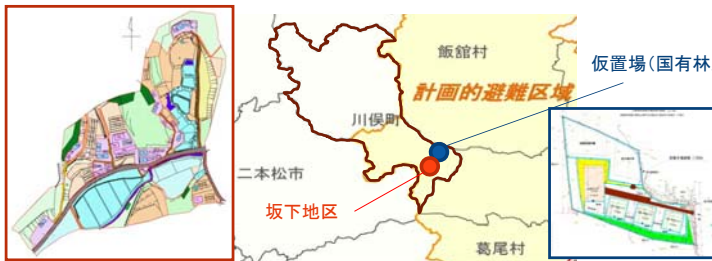 飯舘村
仮置場(国有林
計画的避難区域
川俣町
二本松市
坂下地区
葛尾村